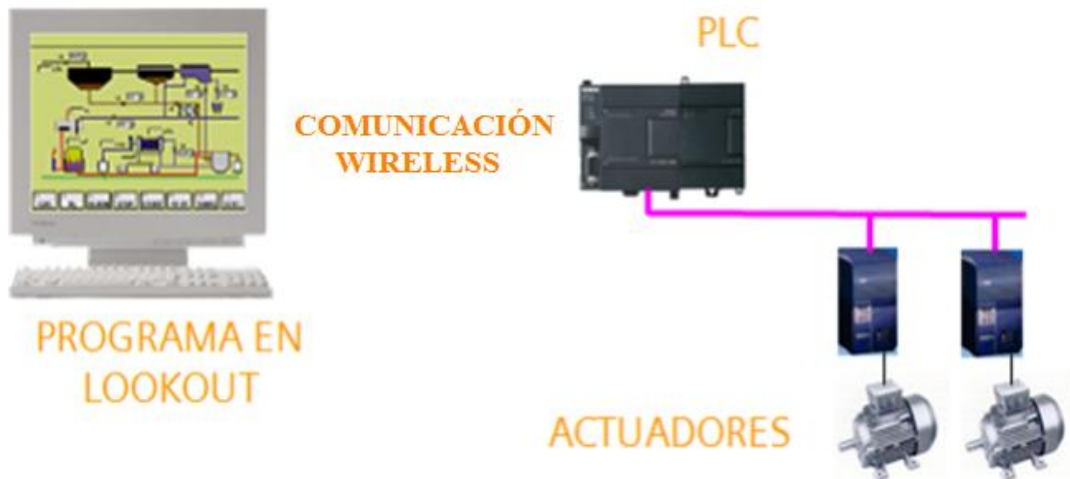 PLC
COMUNICACIÓN
WIRELESS
PROGRAMA EN
LOOKOUT
ACTUADORES